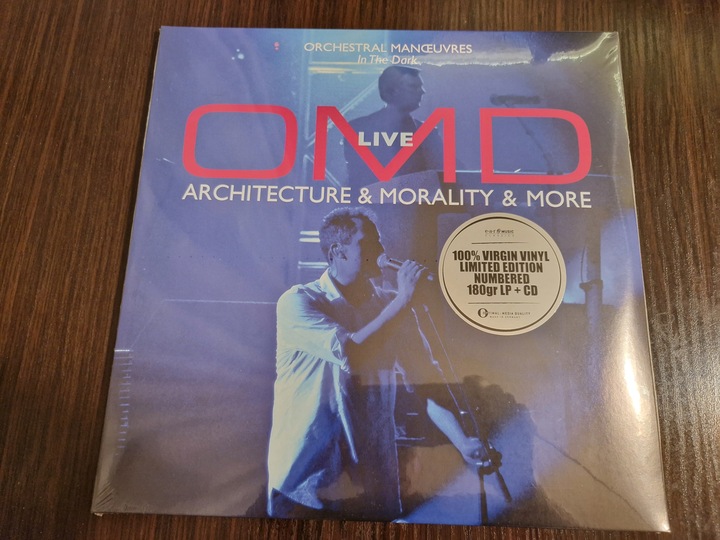 ORCHESTRAL MANŒUVRES
In The Dark
OMD
LIVE
ARCHITECTURE & MORALITY & MORE
100% VIRGIN VINYL
LIMITED EDITION
NUMBERED
180gr LP + CD